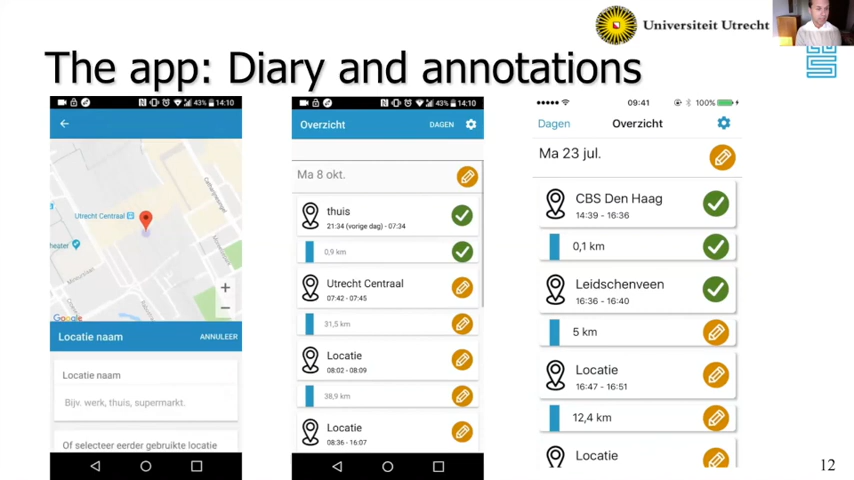 Universiteit Utrecht
The app: Diary and annotations
43% 14:10
Utrecht Centraal
heater
Google
+
−
Locatie naam
ANNULEER
Locatie naam
Bijv. werk, thuis, supermarkt.
Of selecteer eerder gebruikte locatie
43% 14:10
Overzicht
DAGEN
Ma 8 okt.
thuis
21:34 (vorige dag) - 07:34
0,9 km
Utrecht Centraal
07:42 - 07:45
31,5 km
Locatie
08:02 - 08:09
38,9 km
Locatie
08:36 - 16:07
09:41
100%
Dagen
Overzicht
Ma 23 jul.
CBS Den Haag
14:39 - 16:36
0,1 km
Leidschenveen
16:36 - 16:40
5 km
Locatie
16:47 - 16:51
12,4 km
Locatie
12